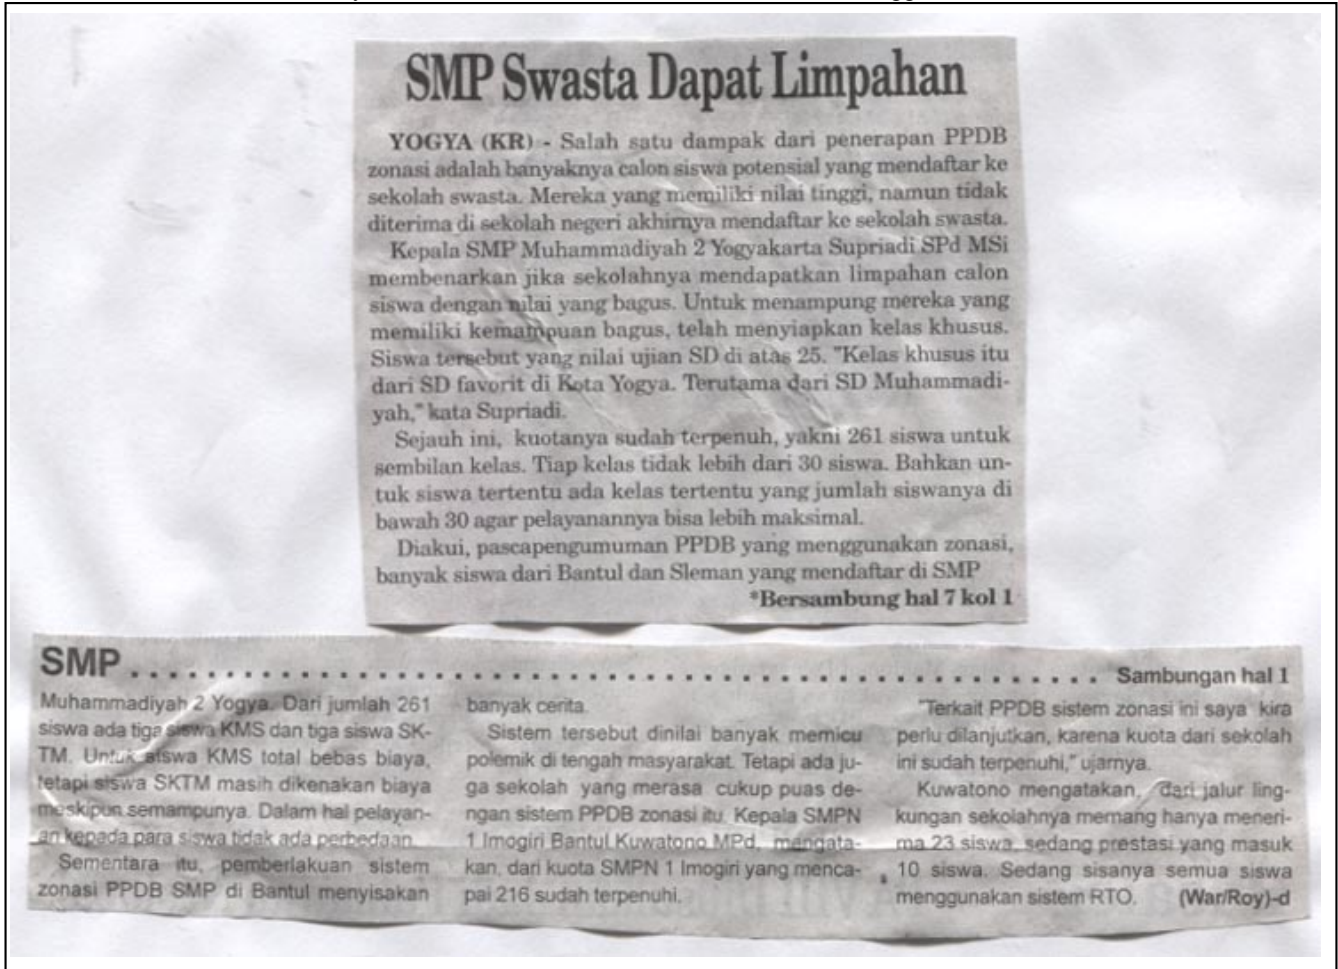 SMP Swasta Dapat Limpahan
YOGYA (KR) - Salah satu dampak dari penerapan PPDB
zonasi adalah banyaknya calon siswa potensial yang mendaftar ke
sekolah swasta. Mereka yang memiliki nilai tinggi, namun tidak
diterima di sekolah negeri akhirnya mendaftar ke sekolah swasta.
Kepala SMP Muhammadiyah 2 Yogyakarta Supriadi SPd MSi
membenarkan jika sekolahnya mendapatkan limpahan calon
siswa dengan nilai yang bagus. Untuk menampung mereka yang
memiliki kemampuan bagus, telah menyiapkan kelas khusus.
Siswa tersebut yang nilai ujian SD di atas 25. "Kelas khusus itu
dari SD favorit di Kota Yogya. Terutama dari SD Muhammadi-
yah," kata Supriadi.
Sejauh ini, kuotanya sudah terpenuh, yakni 261 siswa untuk
sembilan kelas. Tiap kelas tidak lebih dari 30 siswa. Bahkan un-
tuk siswa tertentu ada kelas tertentu yang jumlah siswanya di
bawah 30 agar pelayanannya bisa lebih maksimal.
Diakui, pascapengumuman PPDB yang menggunakan zonasi,
banyak siswa dari Bantul dan Sleman yang mendaftar di SMP
*Bersambung hal 7 kol 1
SMP . . . . . . . . . . . . . . . . . . . . . . . . . . . . . . . . . . . . . . . . Sambungan hal 1
Muhammadiyah 2 Yogya. Dari jumlah 261
siswa ada tiga siswa KMS dan tiga siswa SK-
TM. Untuk siswa KMS total bebas biaya,
tetapi siswa SKTM masih dikenakan biaya
meskipun semampunya. Dalam hal pelayan-
an kepada para siswa tidak ada perbedaan.
Sementara itu, pemberlakuan sistem
zonasi PPDB SMP di Bantul menyisakan
banyak cerita.
Sistem tersebut dinilai banyak memicu
polemik di tengah masyarakat. Tetapi ada ju-
ga sekolah yang merasa cukup puas de-
ngan sistem PPDB zonasi itu. Kepala SMPN
1 Imogiri Bantul Kuwatono MPd, mengata-
kan, dari kuota SMPN 1 Imogiri yang menca-
pai 216 sudah terpenuhi.
"Terkait PPDB sistem zonasi ini saya kira
perlu dilanjutkan, karena kuota dari sekolah
ini sudah terpenuhi," ujarnya.
Kuwatono mengatakan, dari jalur ling-
kungan sekolahnya memang hanya meneri-
ma 23 siswa, sedang prestasi yang masuk
10 siswa. Sedang sisanya semua siswa
menggunakan sistem RTO. (War/Roy)-d